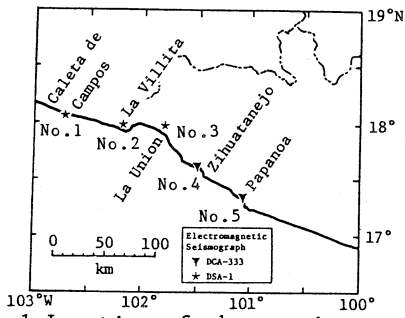 19°N
Caleta de
Campos
La Villita
No.1
No.2
No.3
18°
La Union
Zihuatanejo
No.4
Papanoa
No.5
Electromagnetic
Seismograph
DCA-333
DSA-1
0 50 100
km
17°
103°W 102° 101° 100°